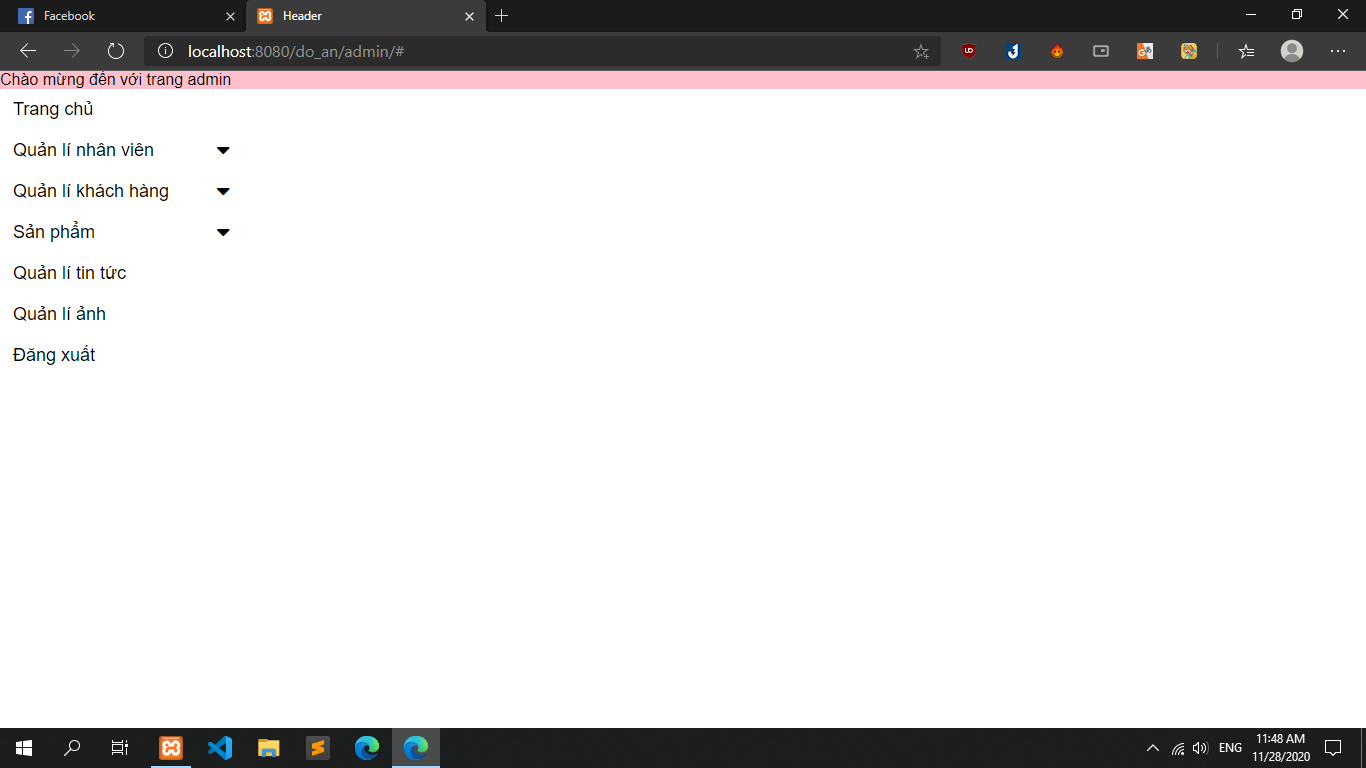 Facebook
Header
localhost:8080/do_an/admin/#
Chào mừng đến với trang admin
Trang chủ
Quản lí nhân viên
Quản lí khách hàng
Sản phẩm
Quản lí tin tức
Quản lí ảnh
Đăng xuất
ENG
11:48 AM
11/28/2020